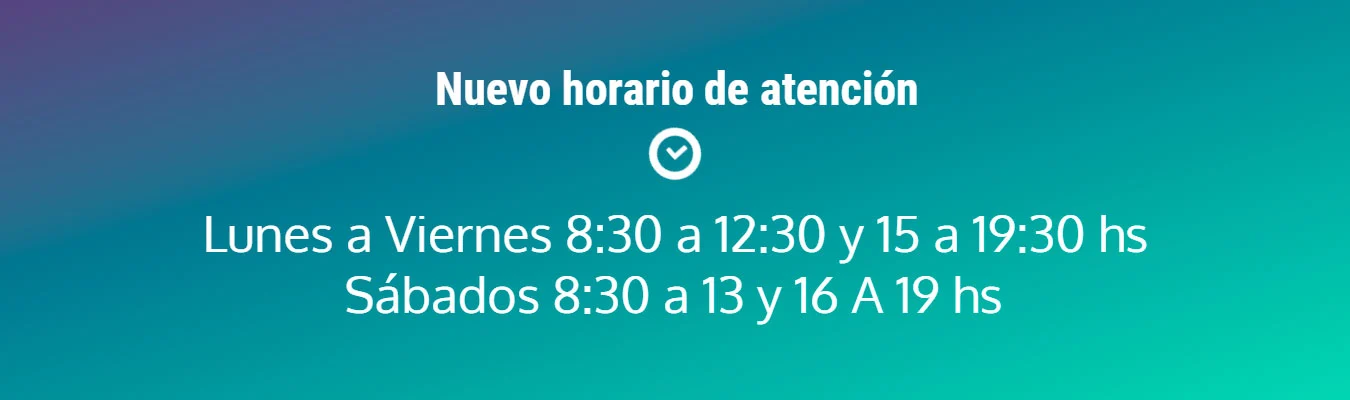 Nuevo horario de atención
Lunes a Viernes 8:30 a 12:30 y 15 a 19:30 hs
Sábados 8:30 a 13 y 16 A 19 hs